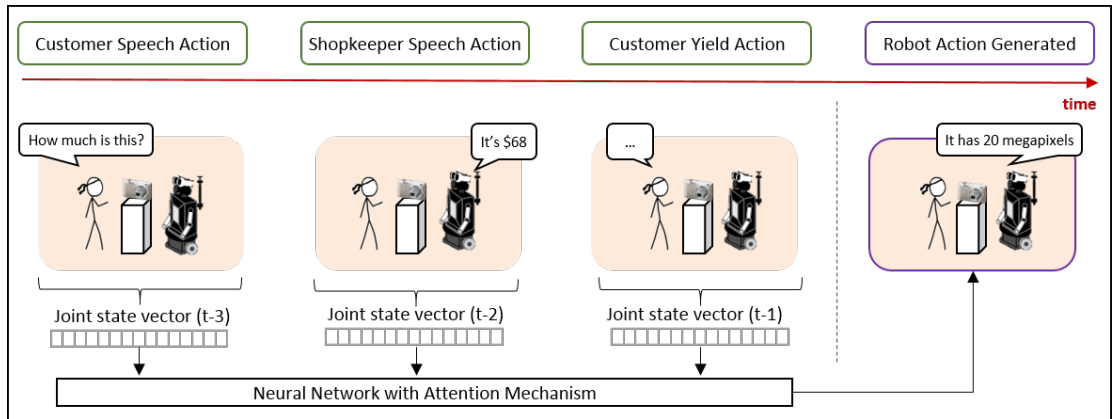 Customer Speech Action
Shopkeeper Speech Action
Customer Yield Action
Robot Action Generated
time
How much is this?
It's $68
...
It has 20 megapixels
Joint state vector (t-3)
Joint state vector (t-2)
Joint state vector (t-1)
Neural Network with Attention Mechanism